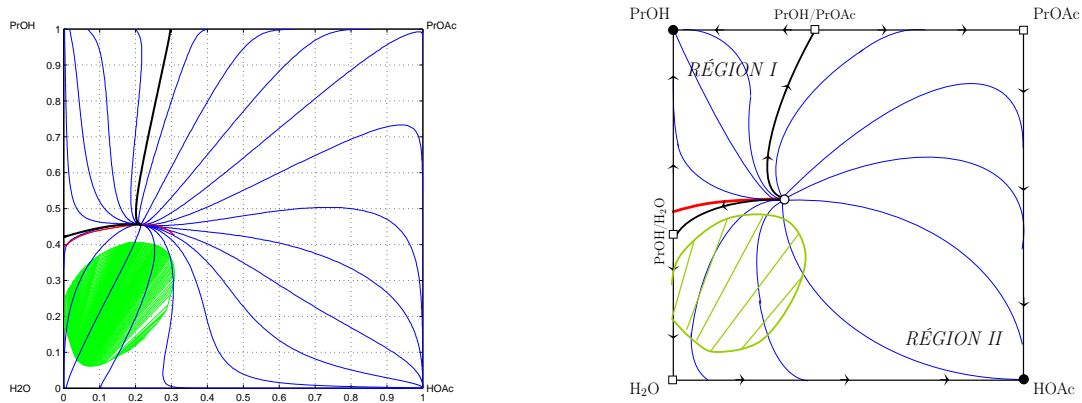 PrOH
PrOAc
1
0.9
0.8
0.7
0.6
0.5
0.4
0.3
0.2
0.1
0
H2O
HOAc
0 0.1 0.2 0.3 0.4 0.5 0.6 0.7 0.8 0.9 1
PrOH
PrOH/PrOAc
PrOAc
RÉGION I
PrOH/H₂O
RÉGION II
H₂O
HOAc